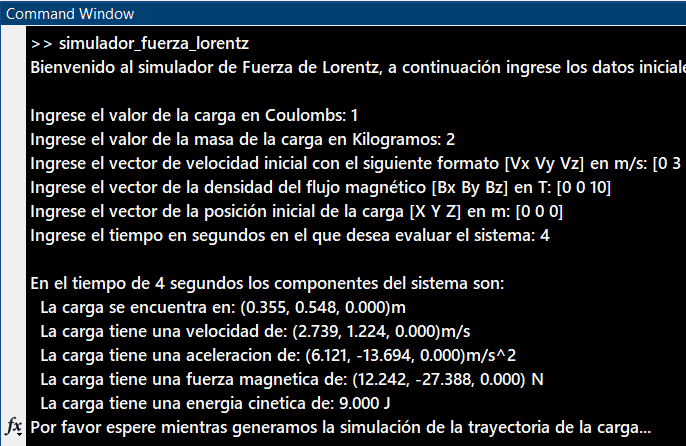 Command Window
>> simulador_fuerza_lorentz
Bienvenido al simulador de Fuerza de Lorentz, a continuación ingrese los datos iniciale
Ingrese el valor de la carga en Coulombs: 1
Ingrese el valor de la masa de la carga en Kilogramos: 2
Ingrese el vector de velocidad inicial con el siguiente formato [Vx Vy Vz] en m/s: [0 3
Ingrese el vector de la densidad del flujo magnético [Bx By Bz] en T: [0 0 10]
Ingrese el vector de la posición inicial de la carga [X Y Z] en m: [0 0 0]
Ingrese el tiempo en segundos en el que desea evaluar el sistema: 4
En el tiempo de 4 segundos los componentes del sistema son:
La carga se encuentra en: (0.355, 0.548, 0.000)m
La carga tiene una velocidad de: (2.739, 1.224, 0.000)m/s
La carga tiene una aceleracion de: (6.121, -13.694, 0.000)m/s^2
La carga tiene una fuerza magnetica de: (12.242, -27.388, 0.000) N
La carga tiene una energia cinetica de: 9.000 J
fx Por favor espere mientras generamos la simulación de la trayectoria de la carga...